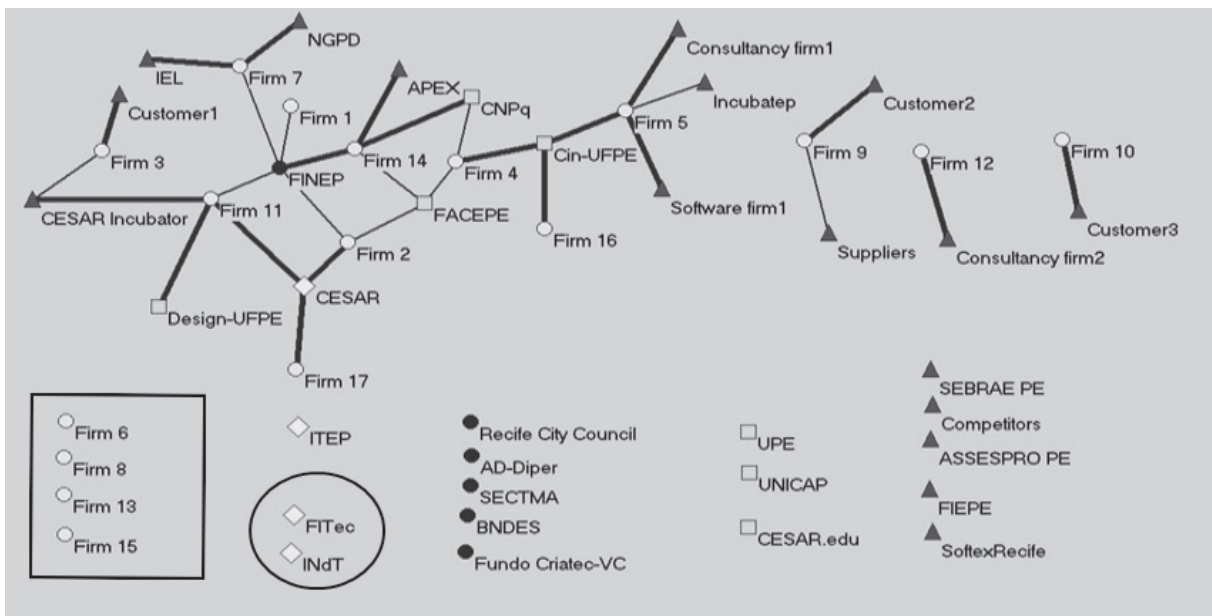 NGPD
IEL
Firm 7
Customer1
Firm 1
APEX
CNPq
Consultancy firm1
Incubatep
Customer2
Firm 3
FINEP
Firm 14
Firm 4
Cin-UFPE
Firm 5
Firm 9
Firm 12
Firm 10
CESAR Incubator
Firm 11
FACEPE
Software firm1
Customer3
Firm 2
Firm 16
Suppliers
Consultancy firm2
CESAR
Design-UFPE
Firm 17
Firm 6
Firm 8
Firm 13
Firm 15
ITEP
FITec
INdT
Recife City Council
AD-Diper
SECTMA
BNDES
Fundo Criatec-VC
UPE
UNICAP
CESAR.edu
SEBRAE PE
Competitors
ASSESPRO PE
FIEPE
SoftexRecife